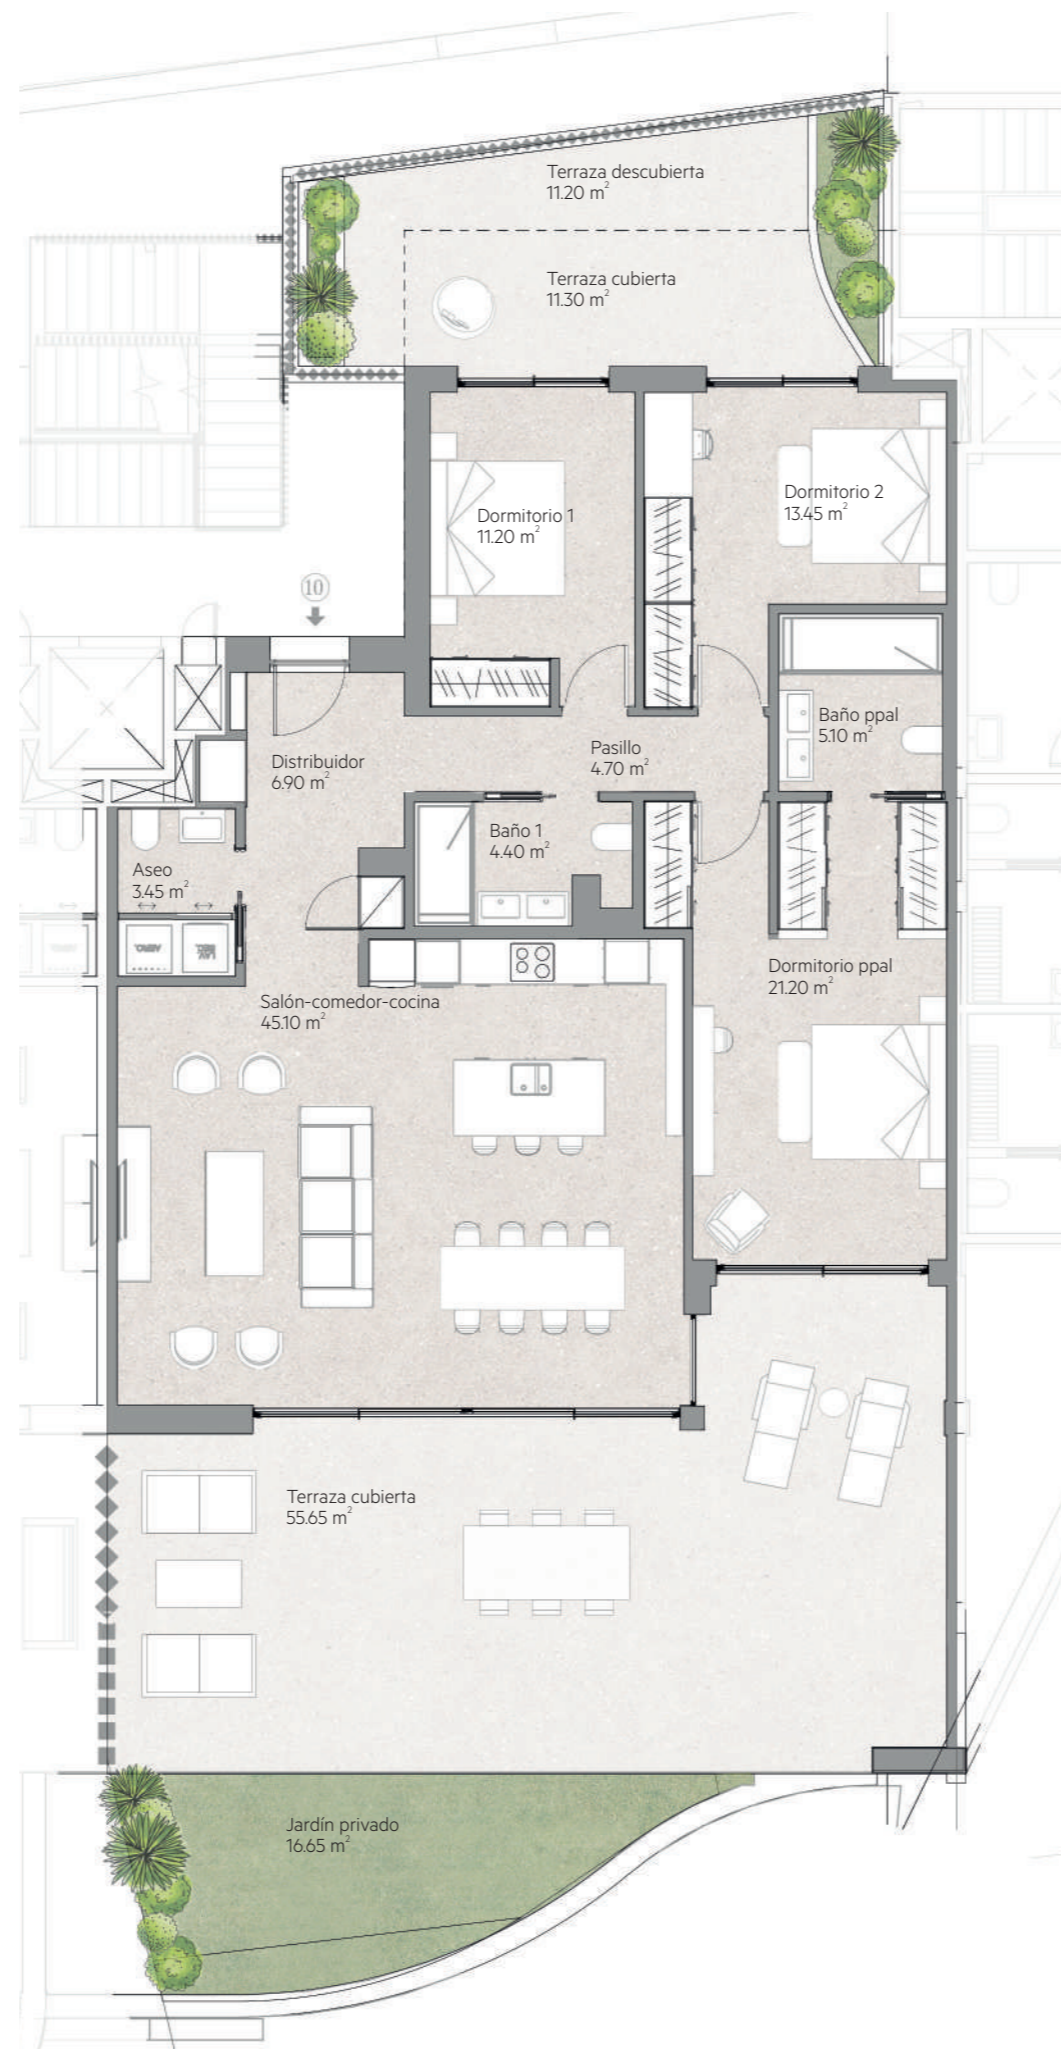 Terraza descubierta
11.20 m²
Terraza cubierta
11.30 m²
Dormitorio 1
11.20 m²
Dormitorio 2
13.45 m²
10
Baño ppal
5.10 m²
Distribuidor
6.90 m²
Pasillo
4.70 m²
Baño 1
4.40 m²
Aseo
3.45 m²
AERO.
LAV.
SEC.
Dormitorio ppal
21.20 m²
Salón-comedor-cocina
45.10 m²
Terraza cubierta
55.65 m²
Jardín privado
16.65 m²